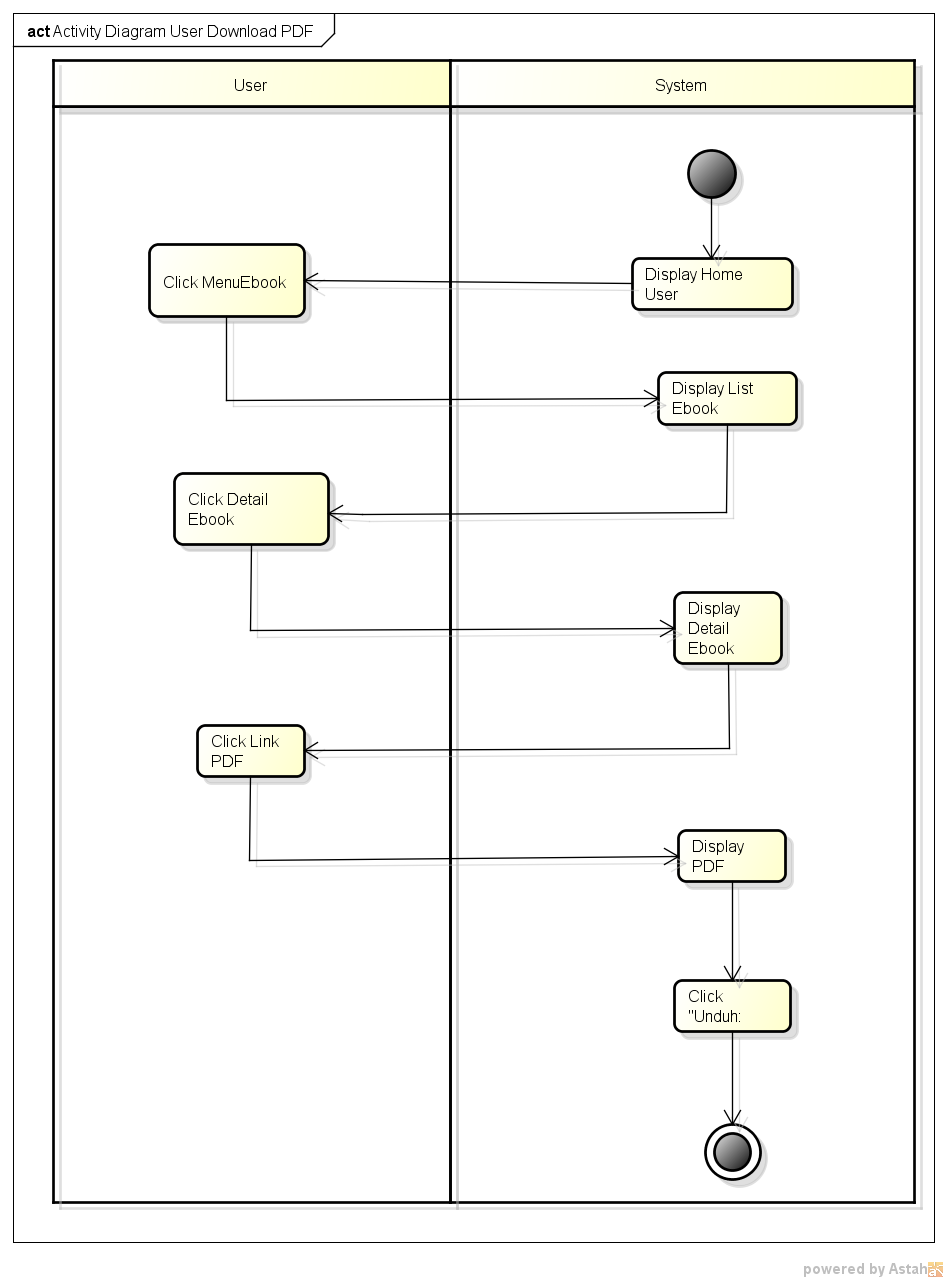 act Activity Diagram User Download PDF
User
System
Display Home
User
Click MenuEbook
Display List
Ebook
Click Detail
Ebook
Display
Detail
Ebook
Click Link
PDF
Display
PDF
Click
"Unduh:
powered by Astah